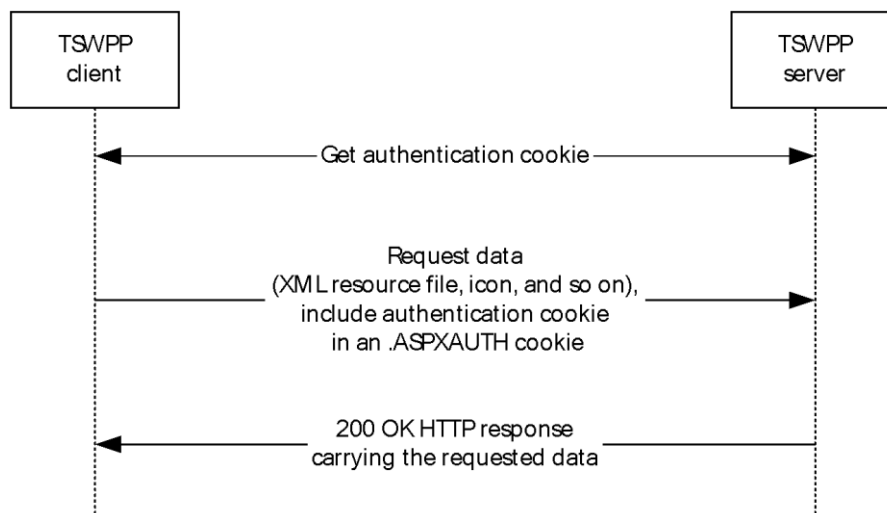 TSWPP
client
TSWPP
server
Get authentication cookie
Request data
(XML resource file, icon, and so on),
include authentication cookie
in an .ASPXAUTH cookie
200 OK HTTP response
carrying the requested data